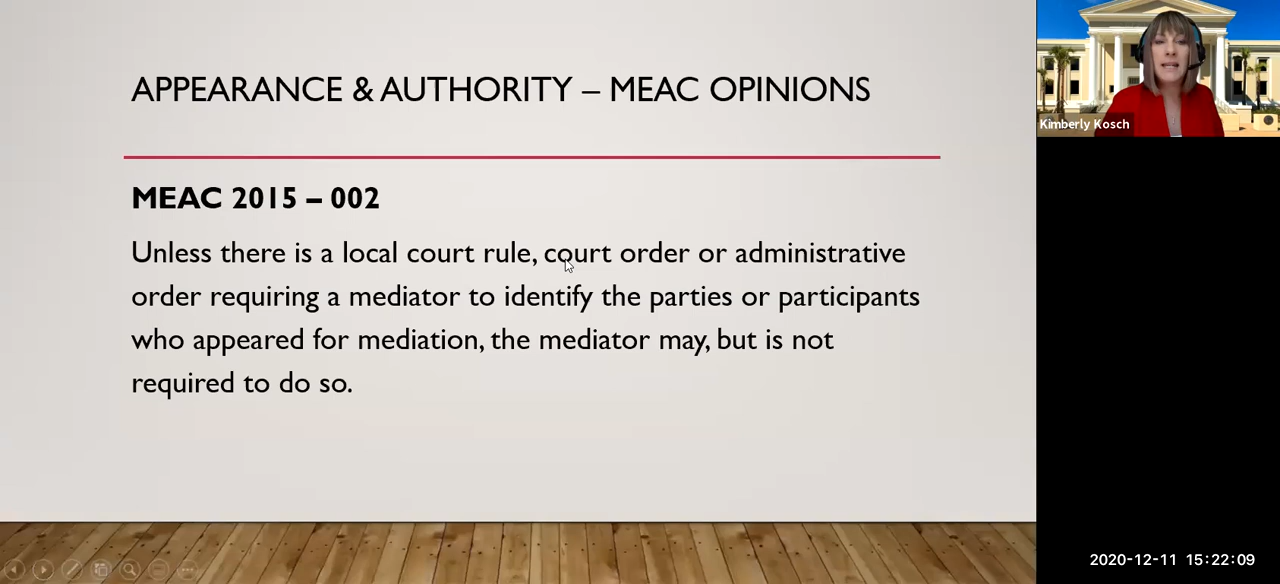 APPEARANCE & AUTHORITY – MEAC OPINIONS
MEAC 2015 – 002
Unless there is a local court rule, court order or administrative
order requiring a mediator to identify the parties or participants
who appeared for mediation, the mediator may, but is not
required to do so.
Kimberly Kosch
2020-12-11 15:22:09